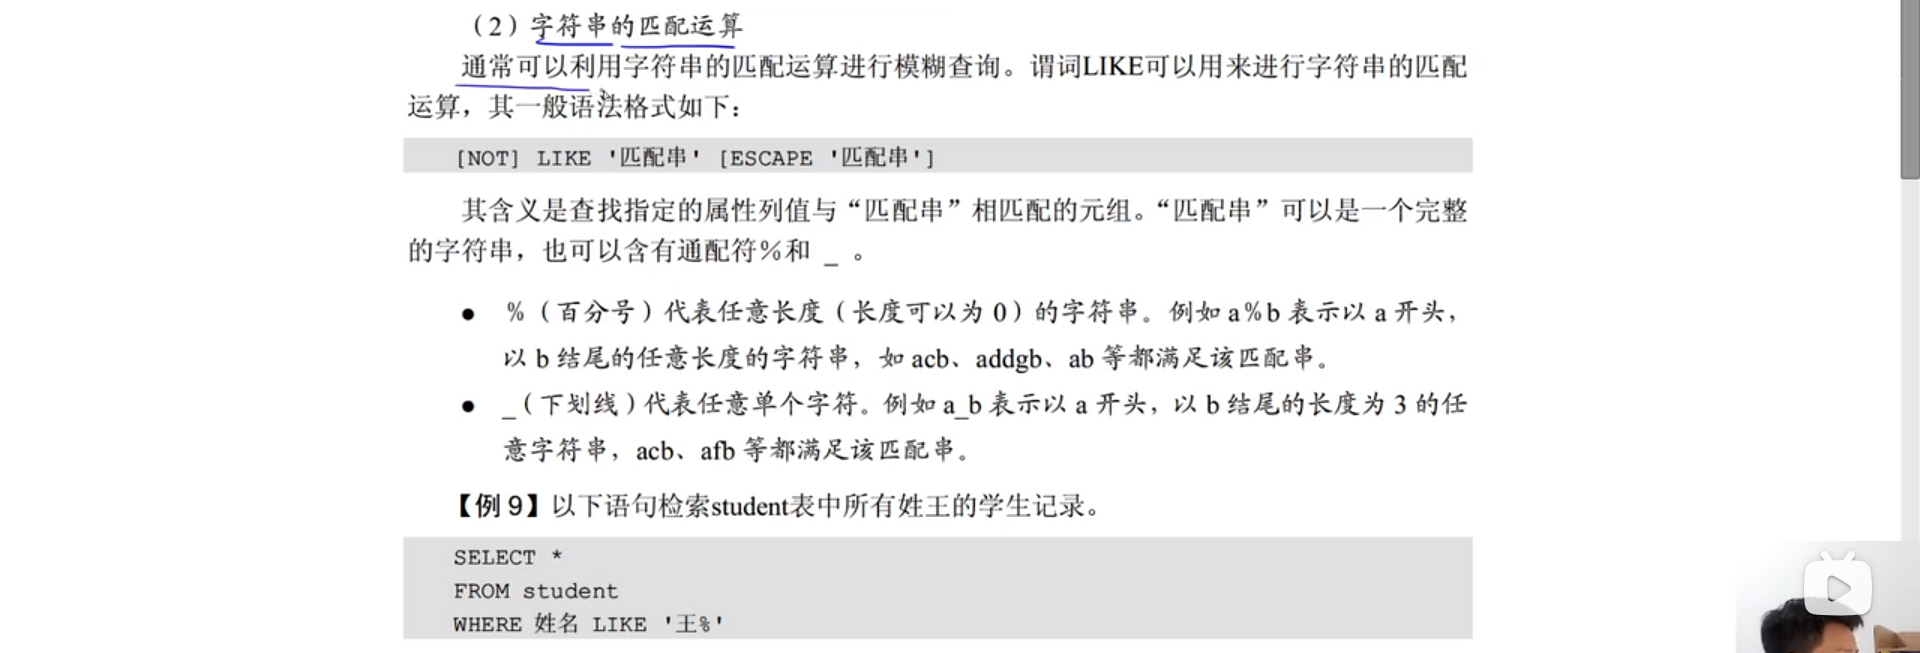 （2）字符串的匹配运算
通常可以利用字符串的匹配运算进行模糊查询。谓词LIKE可以用来进行字符串的匹配
运算，其一般语法格式如下：
[NOT] LIKE '匹配串' [ESCAPE '匹配串']
其含义是查找指定的属性列值与“匹配串”相匹配的元组。“匹配串”可以是一个完整
的字符串，也可以含有通配符%和 _ 。
● %（百分号）代表任意长度（长度可以为 0）的字符串。例如 a%b 表示以 a 开头，
以 b 结尾的任意长度的字符串，如 acb、addgb、ab 等都满足该匹配串。
● _（下划线）代表任意单个字符。例如 a_b 表示以 a 开头，以 b 结尾的长度为 3 的任
意字符串，acb、afb 等都满足该匹配串。
【例 9】以下语句检索student表中所有姓王的学生记录。
SELECT *
FROM student
WHERE 姓名 LIKE '王%'